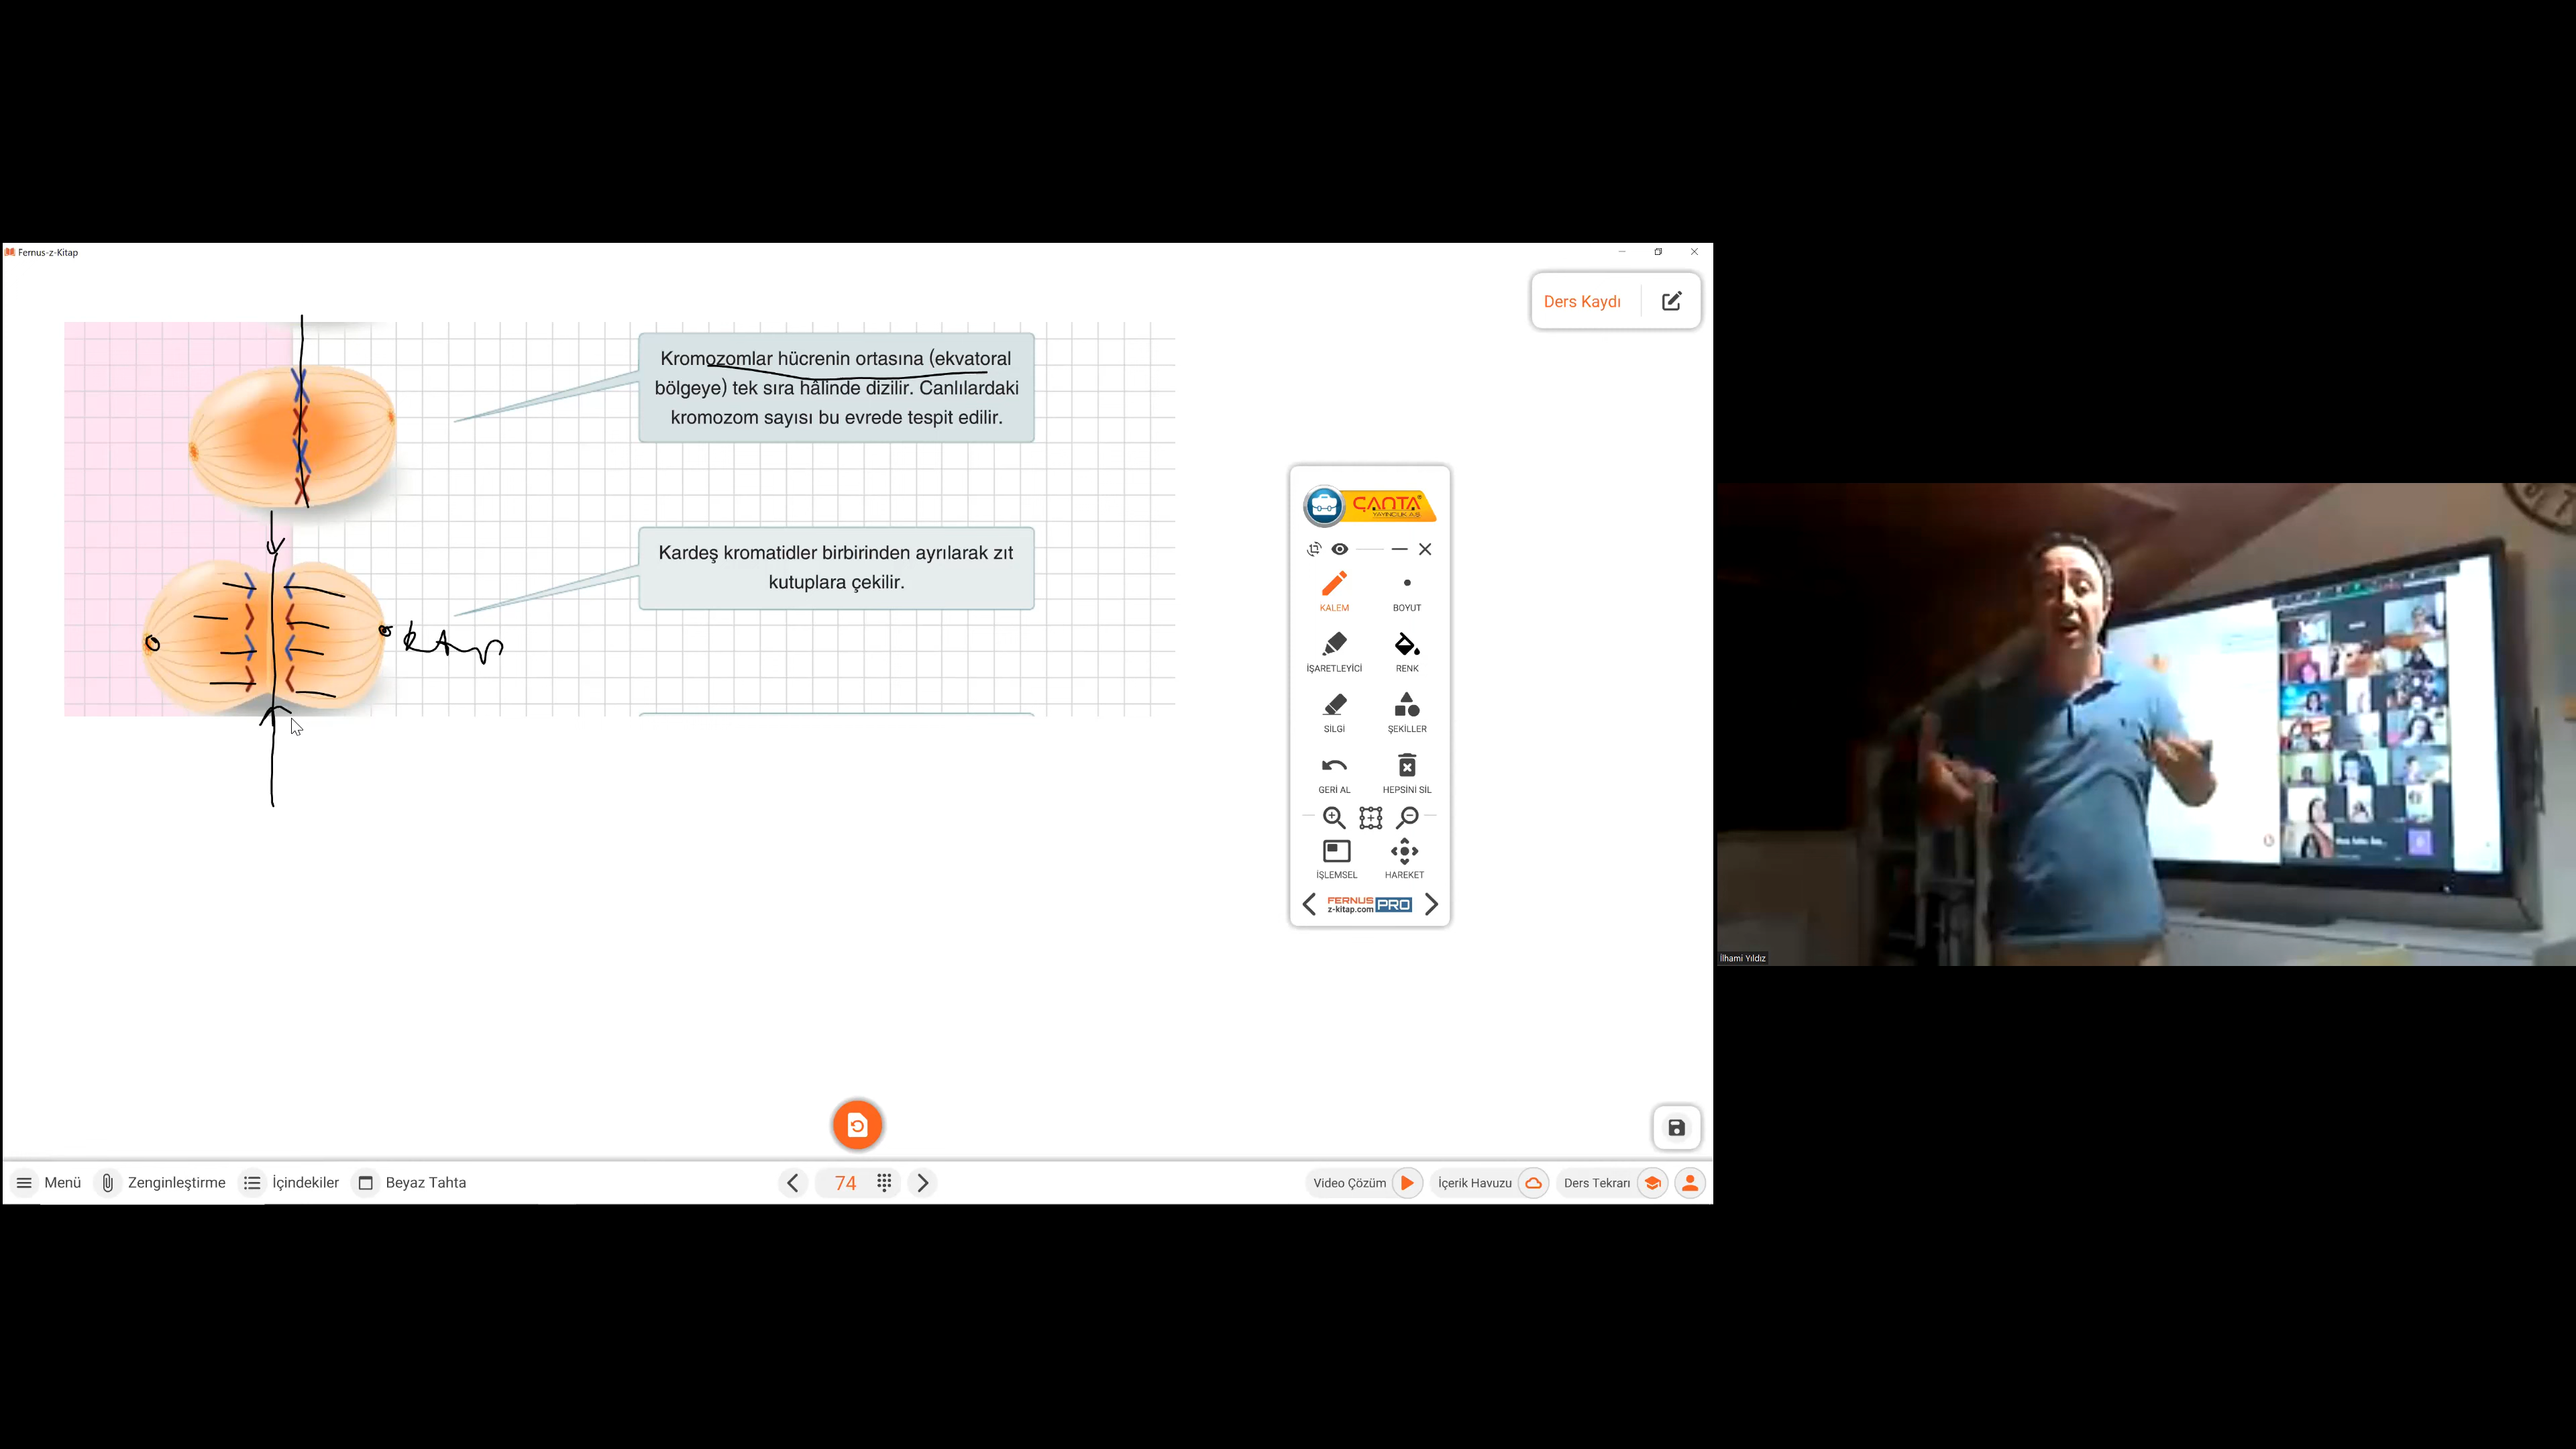 Fernus-z-Kitap
Ders Kaydı
Kromozomlar hücrenin ortasına (ekvatoral
bölgeye) tek sıra hâlinde dizilir. Canlılardaki
kromozom sayısı bu evrede tespit edilir.
Kardeş kromatidler birbirinden ayrılarak zıt
kutuplara çekilir.
ÇANTA
YAYINCILIK A.Ş.
KALEM
BOYUT
İŞARETLEYİCİ
RENK
SİLGİ
ŞEKİLLER
GERİ AL
HEPSİNİ SİL
İŞLEMSEL
HAREKET
FERNUS
z-kitap.com
PRO
İlhami Yıldız
Menü
Zenginleştirme
İçindekiler
Beyaz Tahta
74
Video Çözüm
İçerik Havuzu
Ders Tekrarı